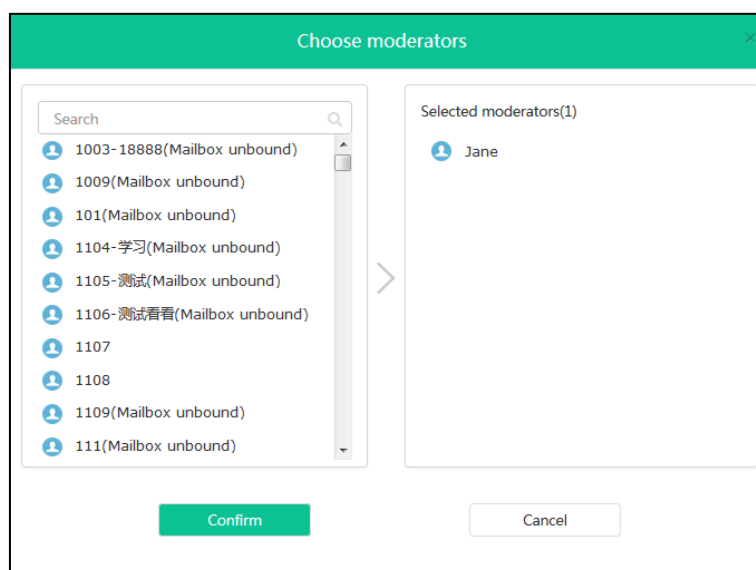 Choose moderators
Search
1003-18888(Mailbox unbound)
1009(Mailbox unbound)
101(Mailbox unbound)
1104-学习(Mailbox unbound)
1105-测试(Mailbox unbound)
1106-测试看看(Mailbox unbound)
1107
1108
1109(Mailbox unbound)
111(Mailbox unbound)
Selected moderators(1)
Jane
Confirm
Cancel